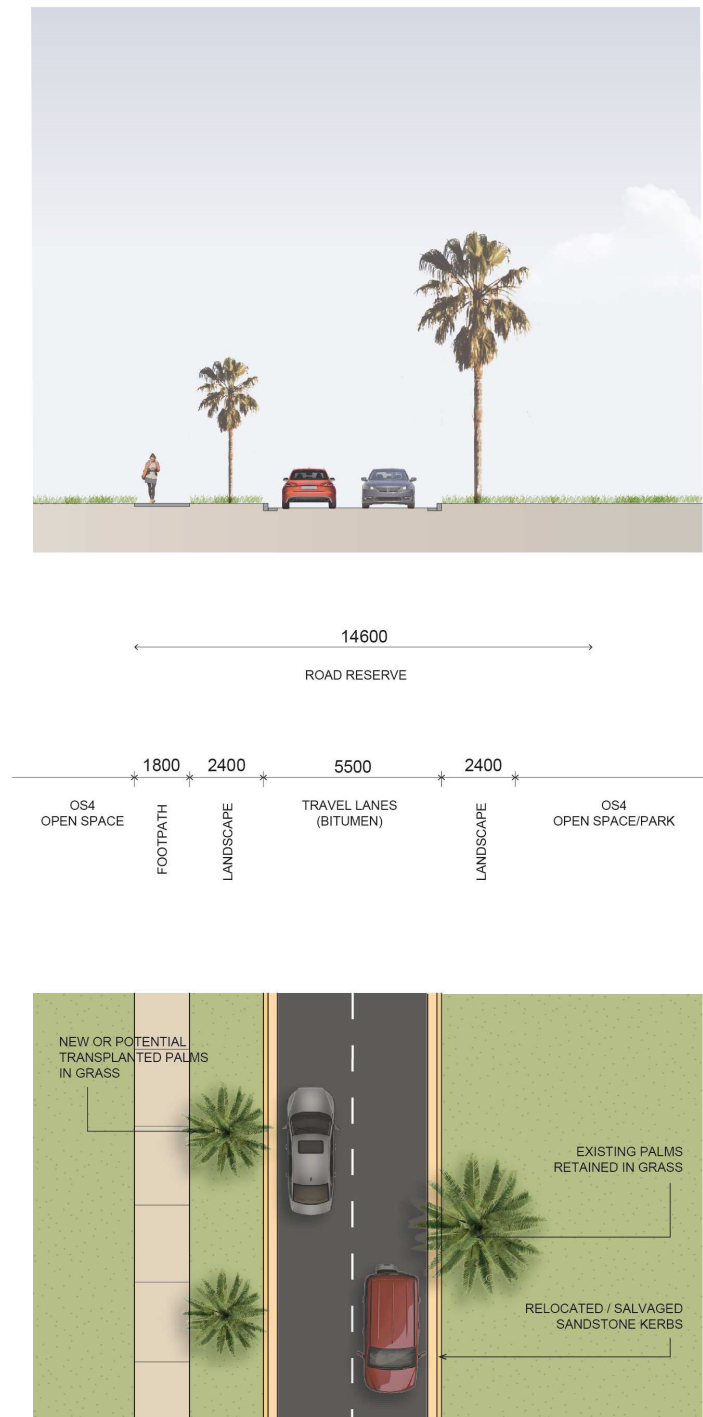 14600
ROAD RESERVE
1800
2400
5500
2400
OS4
OPEN SPACE
FOOTPATH
LANDSCAPE
TRAVEL LANES
(BITUMEN)
LANDSCAPE
OS4
OPEN SPACE/PARK
NEW OR POTENTIAL
TRANSPLANTED PALMS
IN GRASS
EXISTING PALMS
RETAINED IN GRASS
RELOCATED / SALVAGED
SANDSTONE KERBS